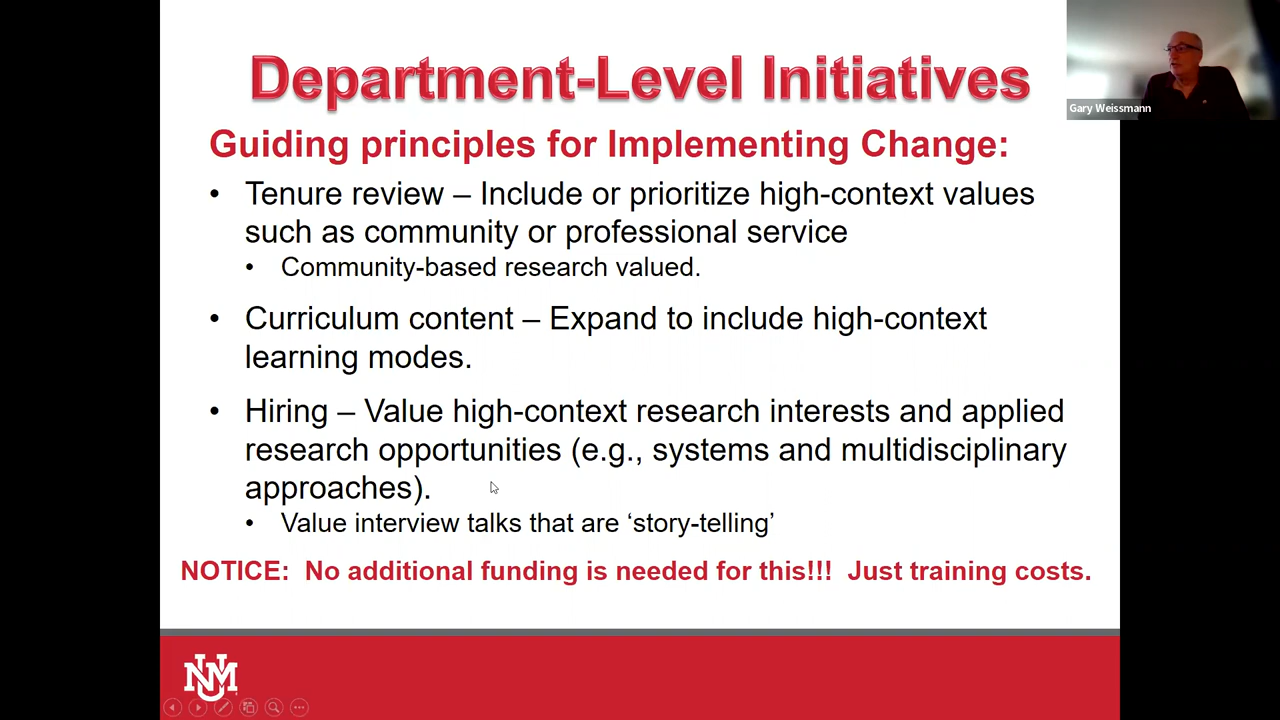 Department-Level Initiatives
Gary Weissmann
Guiding principles for Implementing Change:
• Tenure review – Include or prioritize high-context values
such as community or professional service
• Community-based research valued.
• Curriculum content – Expand to include high-context
learning modes.
• Hiring – Value high-context research interests and applied
research opportunities (e.g., systems and multidisciplinary
approaches).
• Value interview talks that are ‘story-telling’
NOTICE:  No additional funding is needed for this!!!  Just training costs.
UNM